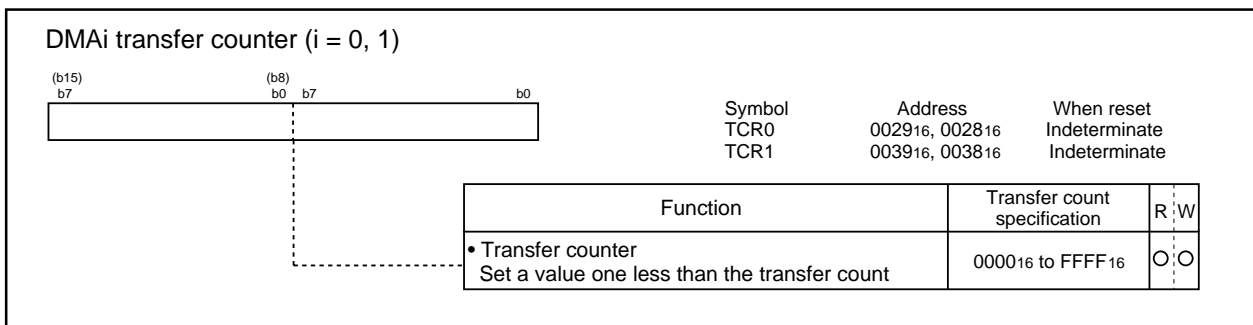 DMAi transfer counter (i = 0, 1)
(b15) (b8)
b7 b0 b7 b0
Symbol Address When reset
TCR0 002916, 002816 Indeterminate
TCR1 003916, 003816 Indeterminate
Function Transfer count specification R W
• Transfer counter
Set a value one less than the transfer count 000016 to FFFF16 O O